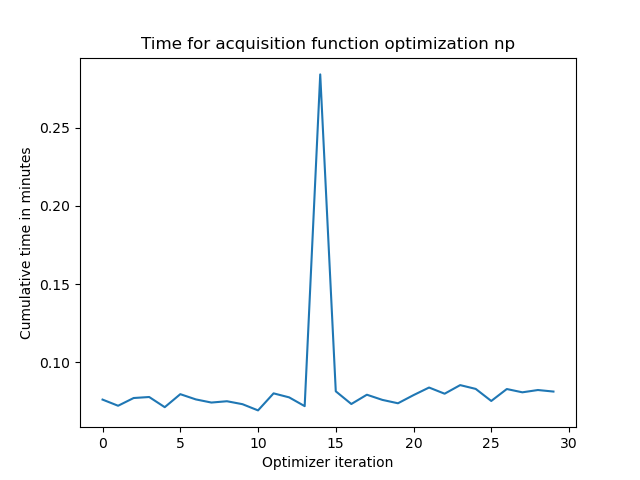 Time for acquisition function optimization np
Cumulative time in minutes
0.25
0.20
0.15
0.10
0 5 10 15 20 25 30
Optimizer iteration